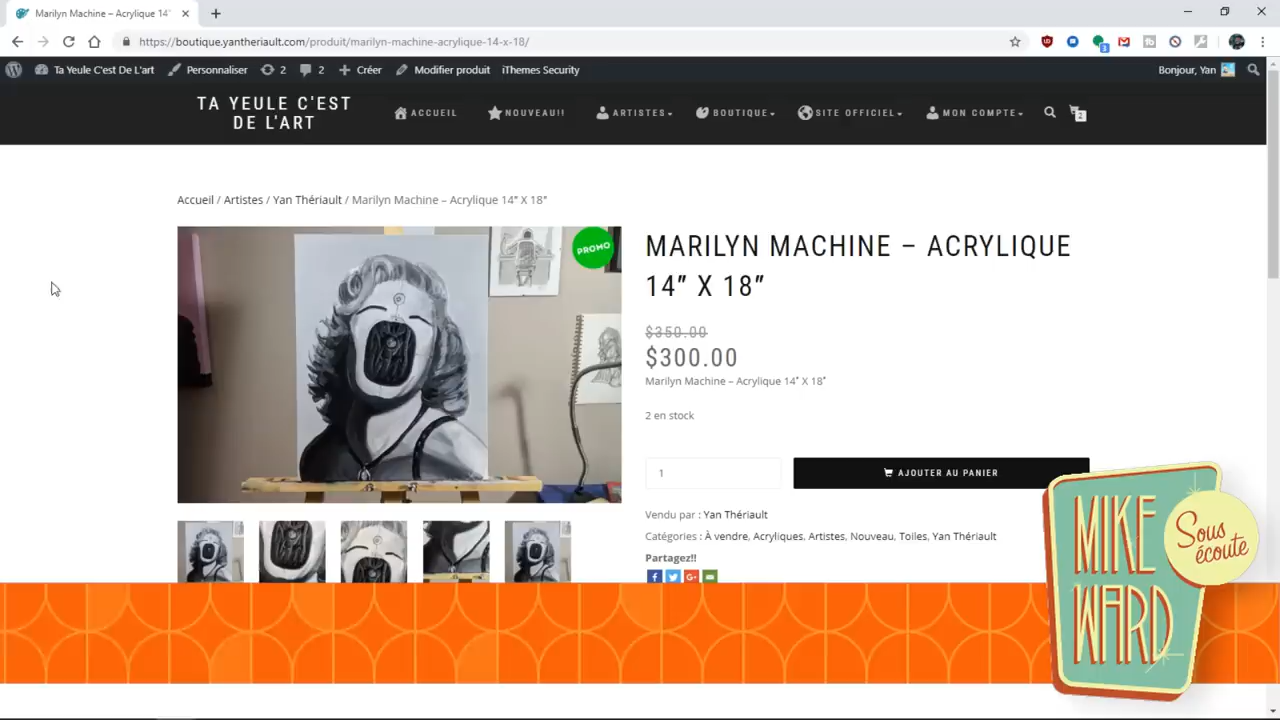 Marilyn Machine – Acrylique 14"
https://boutique.yantheriault.com/produit/marilyn-machine-acrylique-14-x-18/
3
Ta Yeule C'est De L'art
Personnaliser
2
2
Créer
Modifier produit
iThemes Security
Bonjour, Yan
TA YEULE C'EST
DE L'ART
ACCUEIL
NOUVEAU!!
ARTISTES
BOUTIQUE
SITE OFFICIEL
MON COMPTE
2
Accueil / Artistes / Yan Thériault / Marilyn Machine – Acrylique 14" X 18"
PROMO
MARILYN MACHINE – ACRYLIQUE
14" X 18"
$350.00
$300.00
Marilyn Machine – Acrylique 14" X 18"
2 en stock
1
AJOUTER AU PANIER
Vendu par : Yan Thériault
Catégories : À vendre, Acryliques, Artistes, Nouveau, Toiles, Yan Thériault
Partagez!!
MIKE
WARD
Sous
écoute